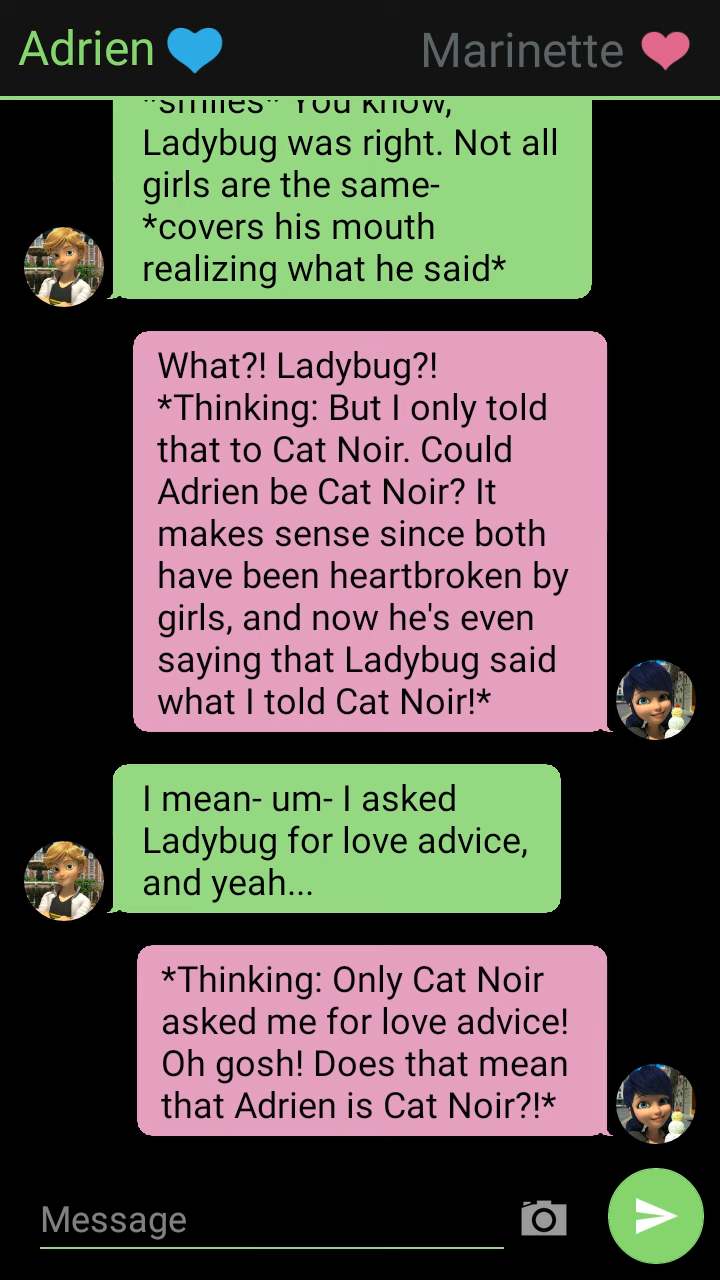 Adrien Marinette
*smiles* You know,
Ladybug was right. Not all
girls are the same-
*covers his mouth
realizing what he said*
What?! Ladybug?!
*Thinking: But I only told
that to Cat Noir. Could
Adrien be Cat Noir? It
makes sense since both
have been heartbroken by
girls, and now he's even
saying that Ladybug said
what I told Cat Noir!*
I mean- um- I asked
Ladybug for love advice,
and yeah...
*Thinking: Only Cat Noir
asked me for love advice!
Oh gosh! Does that mean
that Adrien is Cat Noir?!*
Message